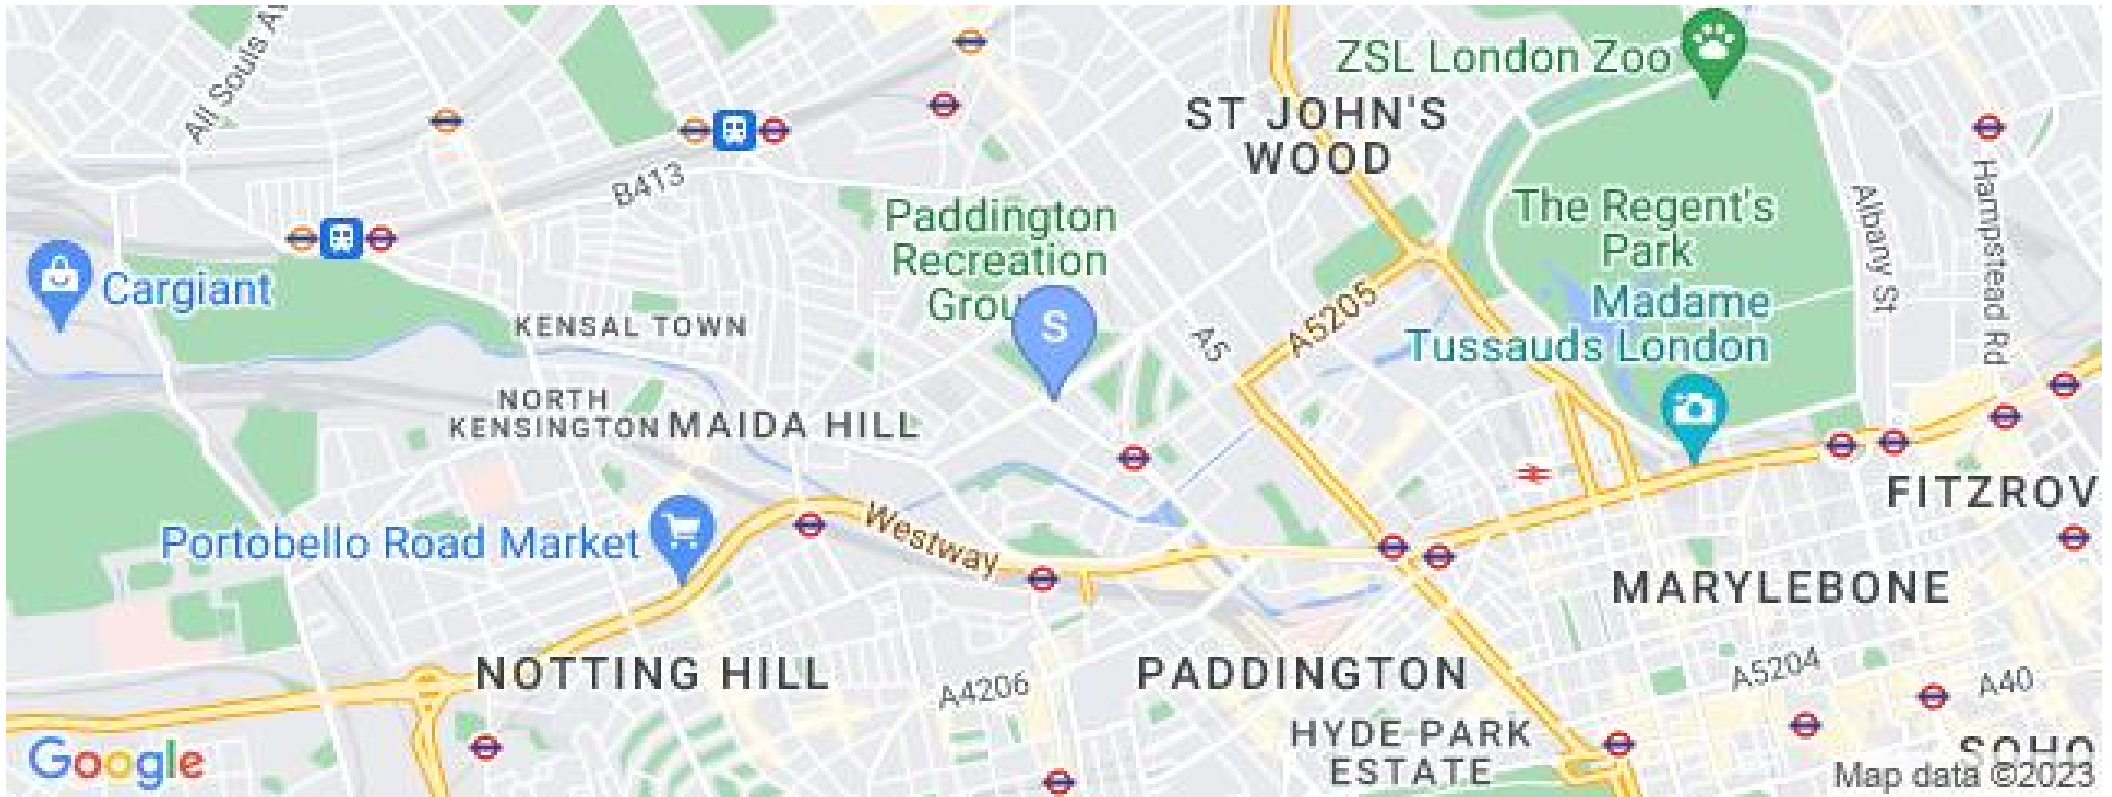 All Souls A
ZSL London Zoo
ST JOHN'S
WOOD
B413
Paddington
Recreation
Grou
S
The Regent's
Park
Albany St
Hampstead Rd
Cargiant
KENSAL TOWN
A5
A5205
Madame
Tussauds London
NORTH
KENSINGTON
MAIDA HILL
FITZROV
Portobello Road Market
Westway
MARYLEBONE
NOTTING HILL
A4206
PADDINGTON
A5204
A40
HYDE PARK
ESTATE
SOHO
Google
Map data ©2023